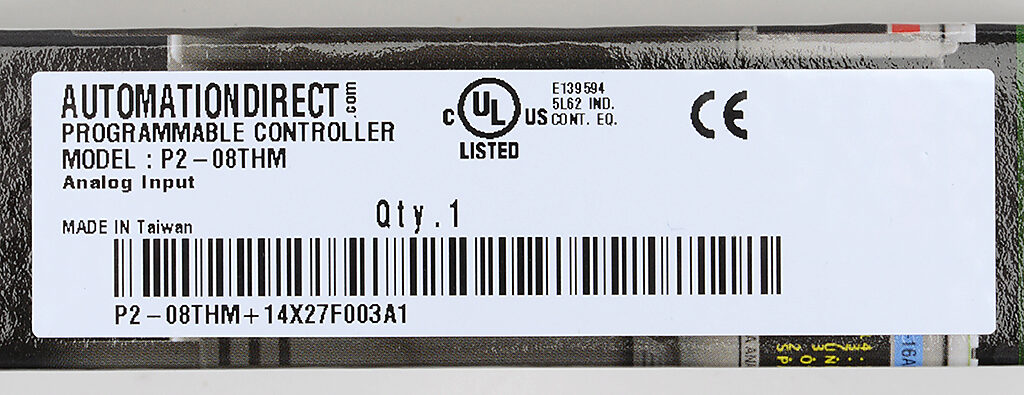 AUTOMATIONDIRECT.com
PROGRAMMABLE CONTROLLER
MODEL : P2-08THM
Analog Input
MADE IN Taiwan
Qty.1
C UL US
LISTED
E139594
5L62 IND.
CONT. EQ.
CE
P2-08THM+14X27F003A1
-16A